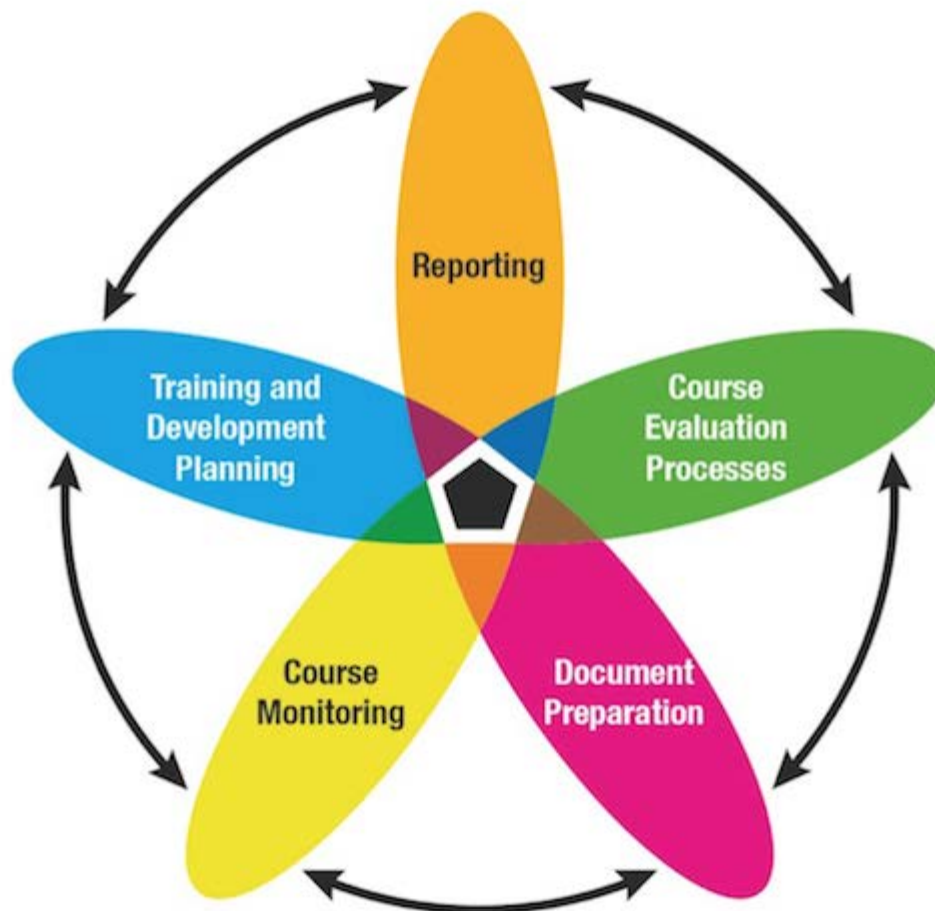 Reporting
Training and
Development
Planning
Course
Evaluation
Processes
Course
Monitoring
Document
Preparation